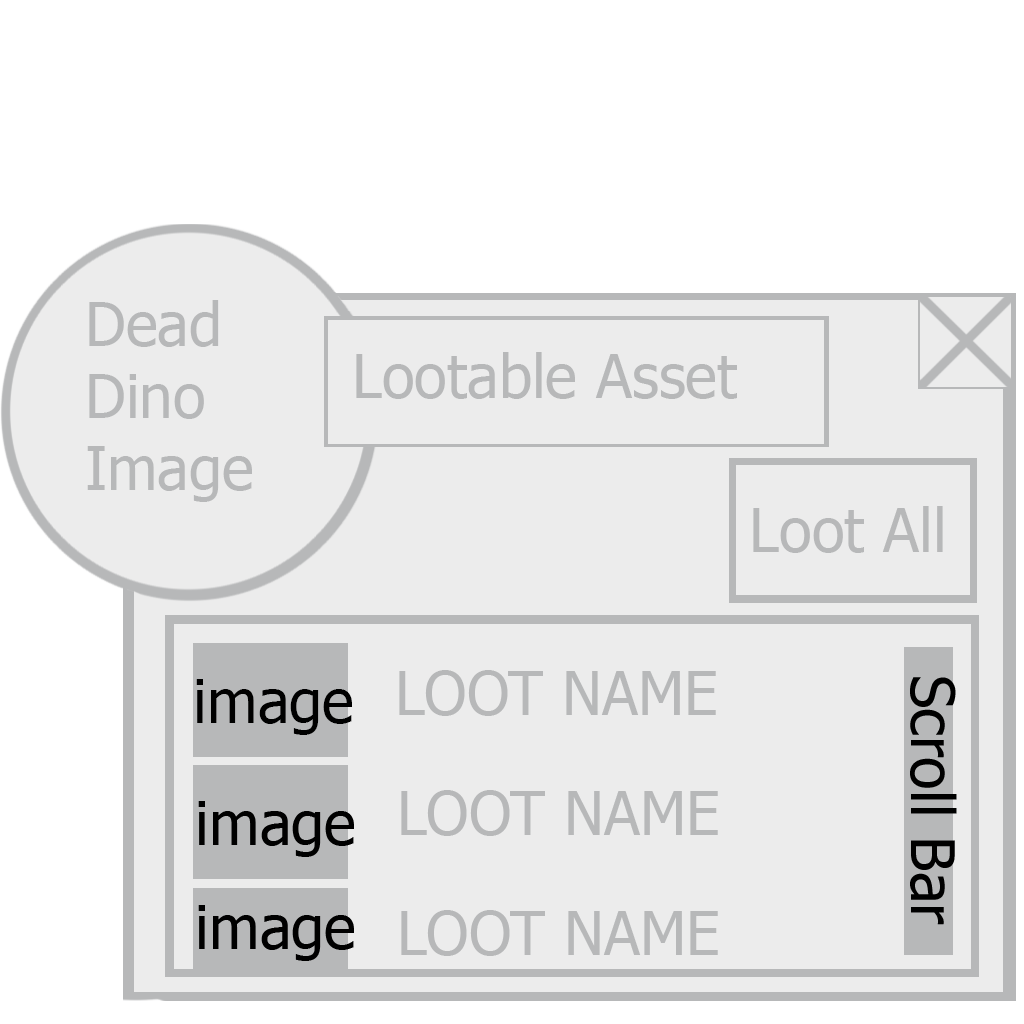 Dead
Dino
Image
Lootable Asset
Loot All
image
LOOT NAME
image
LOOT NAME
image
LOOT NAME
Scroll Bar